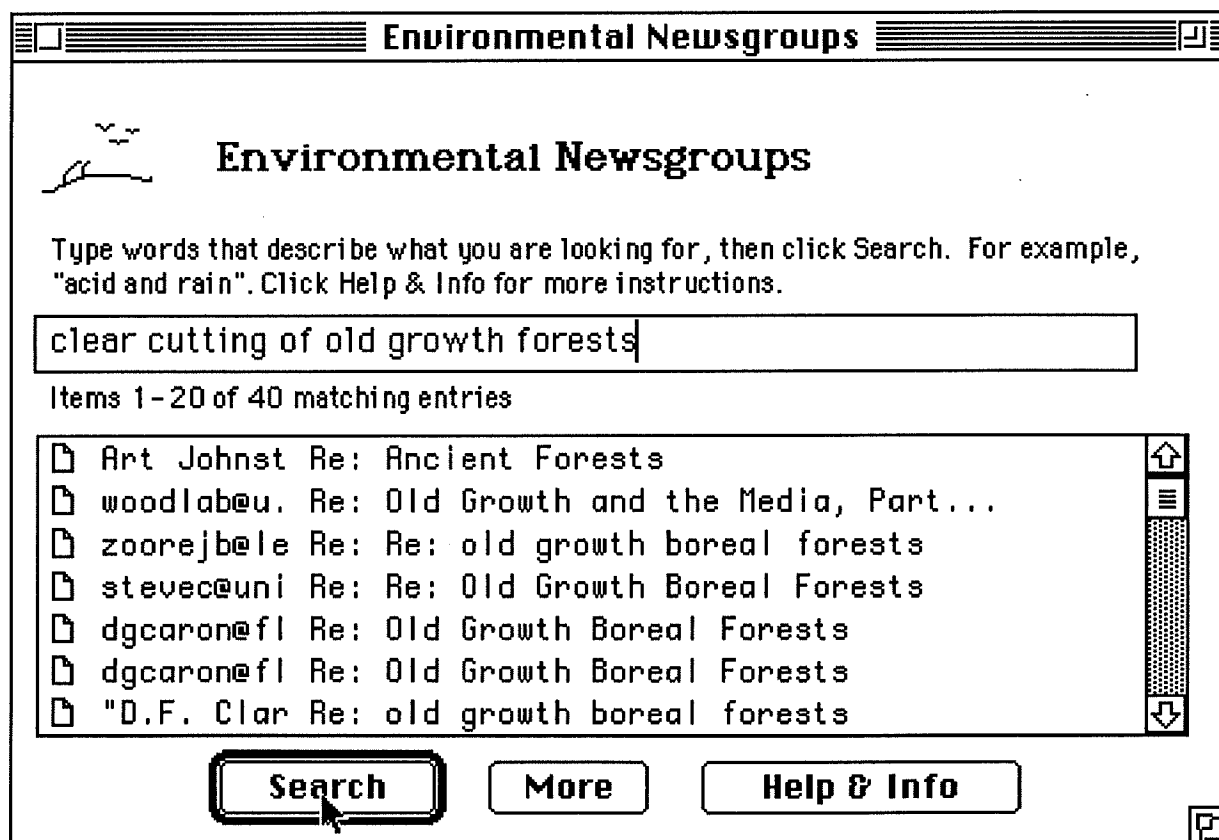 Environmental Newsgroups
Environmental Newsgroups
Type words that describe what you are looking for, then click Search. For example,
"acid and rain". Click Help & Info for more instructions.
clear cutting of old growth forests
Items 1-20 of 40 matching entries
Art Johnst Re: Ancient Forests
woodlab@u. Re: Old Growth and the Media, Part...
zoorejb@le Re: Re: old growth boreal forests
stevec@uni Re: Re: Old Growth Boreal Forests
dgcaron@fl Re: Old Growth Boreal Forests
dgcaron@fl Re: Old Growth Boreal Forests
"D.F. Clar Re: old growth boreal forests
Search More Help & Info